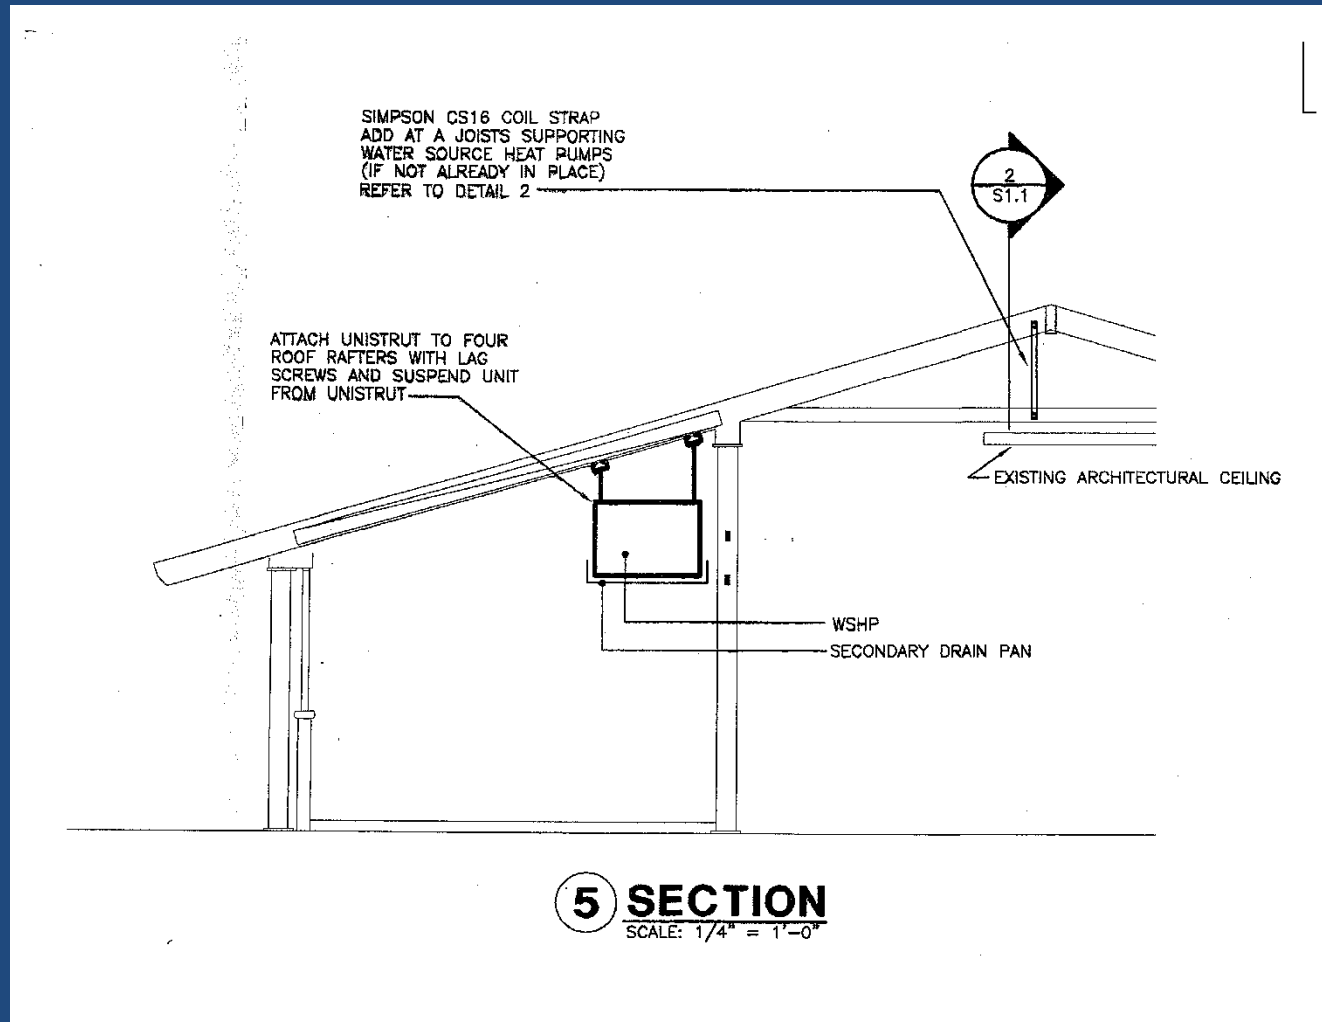 SIMPSON CS16 COIL STRAP
ADD AT A JOISTS SUPPORTING
WATER SOURCE HEAT PUMPS
(IF NOT ALREADY IN PLACE)
REFER TO DETAIL 2
2
S1.1
ATTACH UNISTRUT TO FOUR
ROOF RAFTERS WITH LAG
SCREWS AND SUSPEND UNIT
FROM UNISTRUT
EXISTING ARCHITECTURAL CEILING
WSHP
SECONDARY DRAIN PAN
5 SECTION
SCALE: 1/4" = 1'-0"